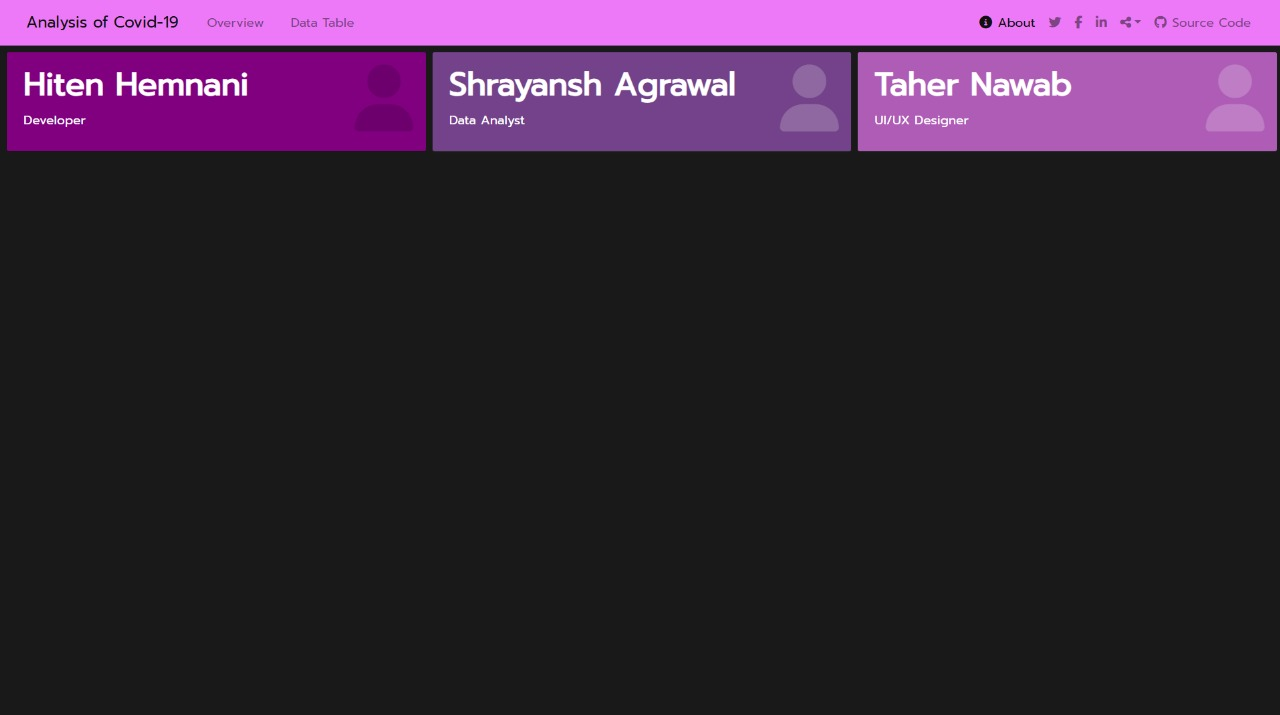 Analysis of Covid-19 Overview Data Table About Source Code
Hiten Hemnani
Developer
Shrayansh Agrawal
Data Analyst
Taher Nawab
UI/UX Designer